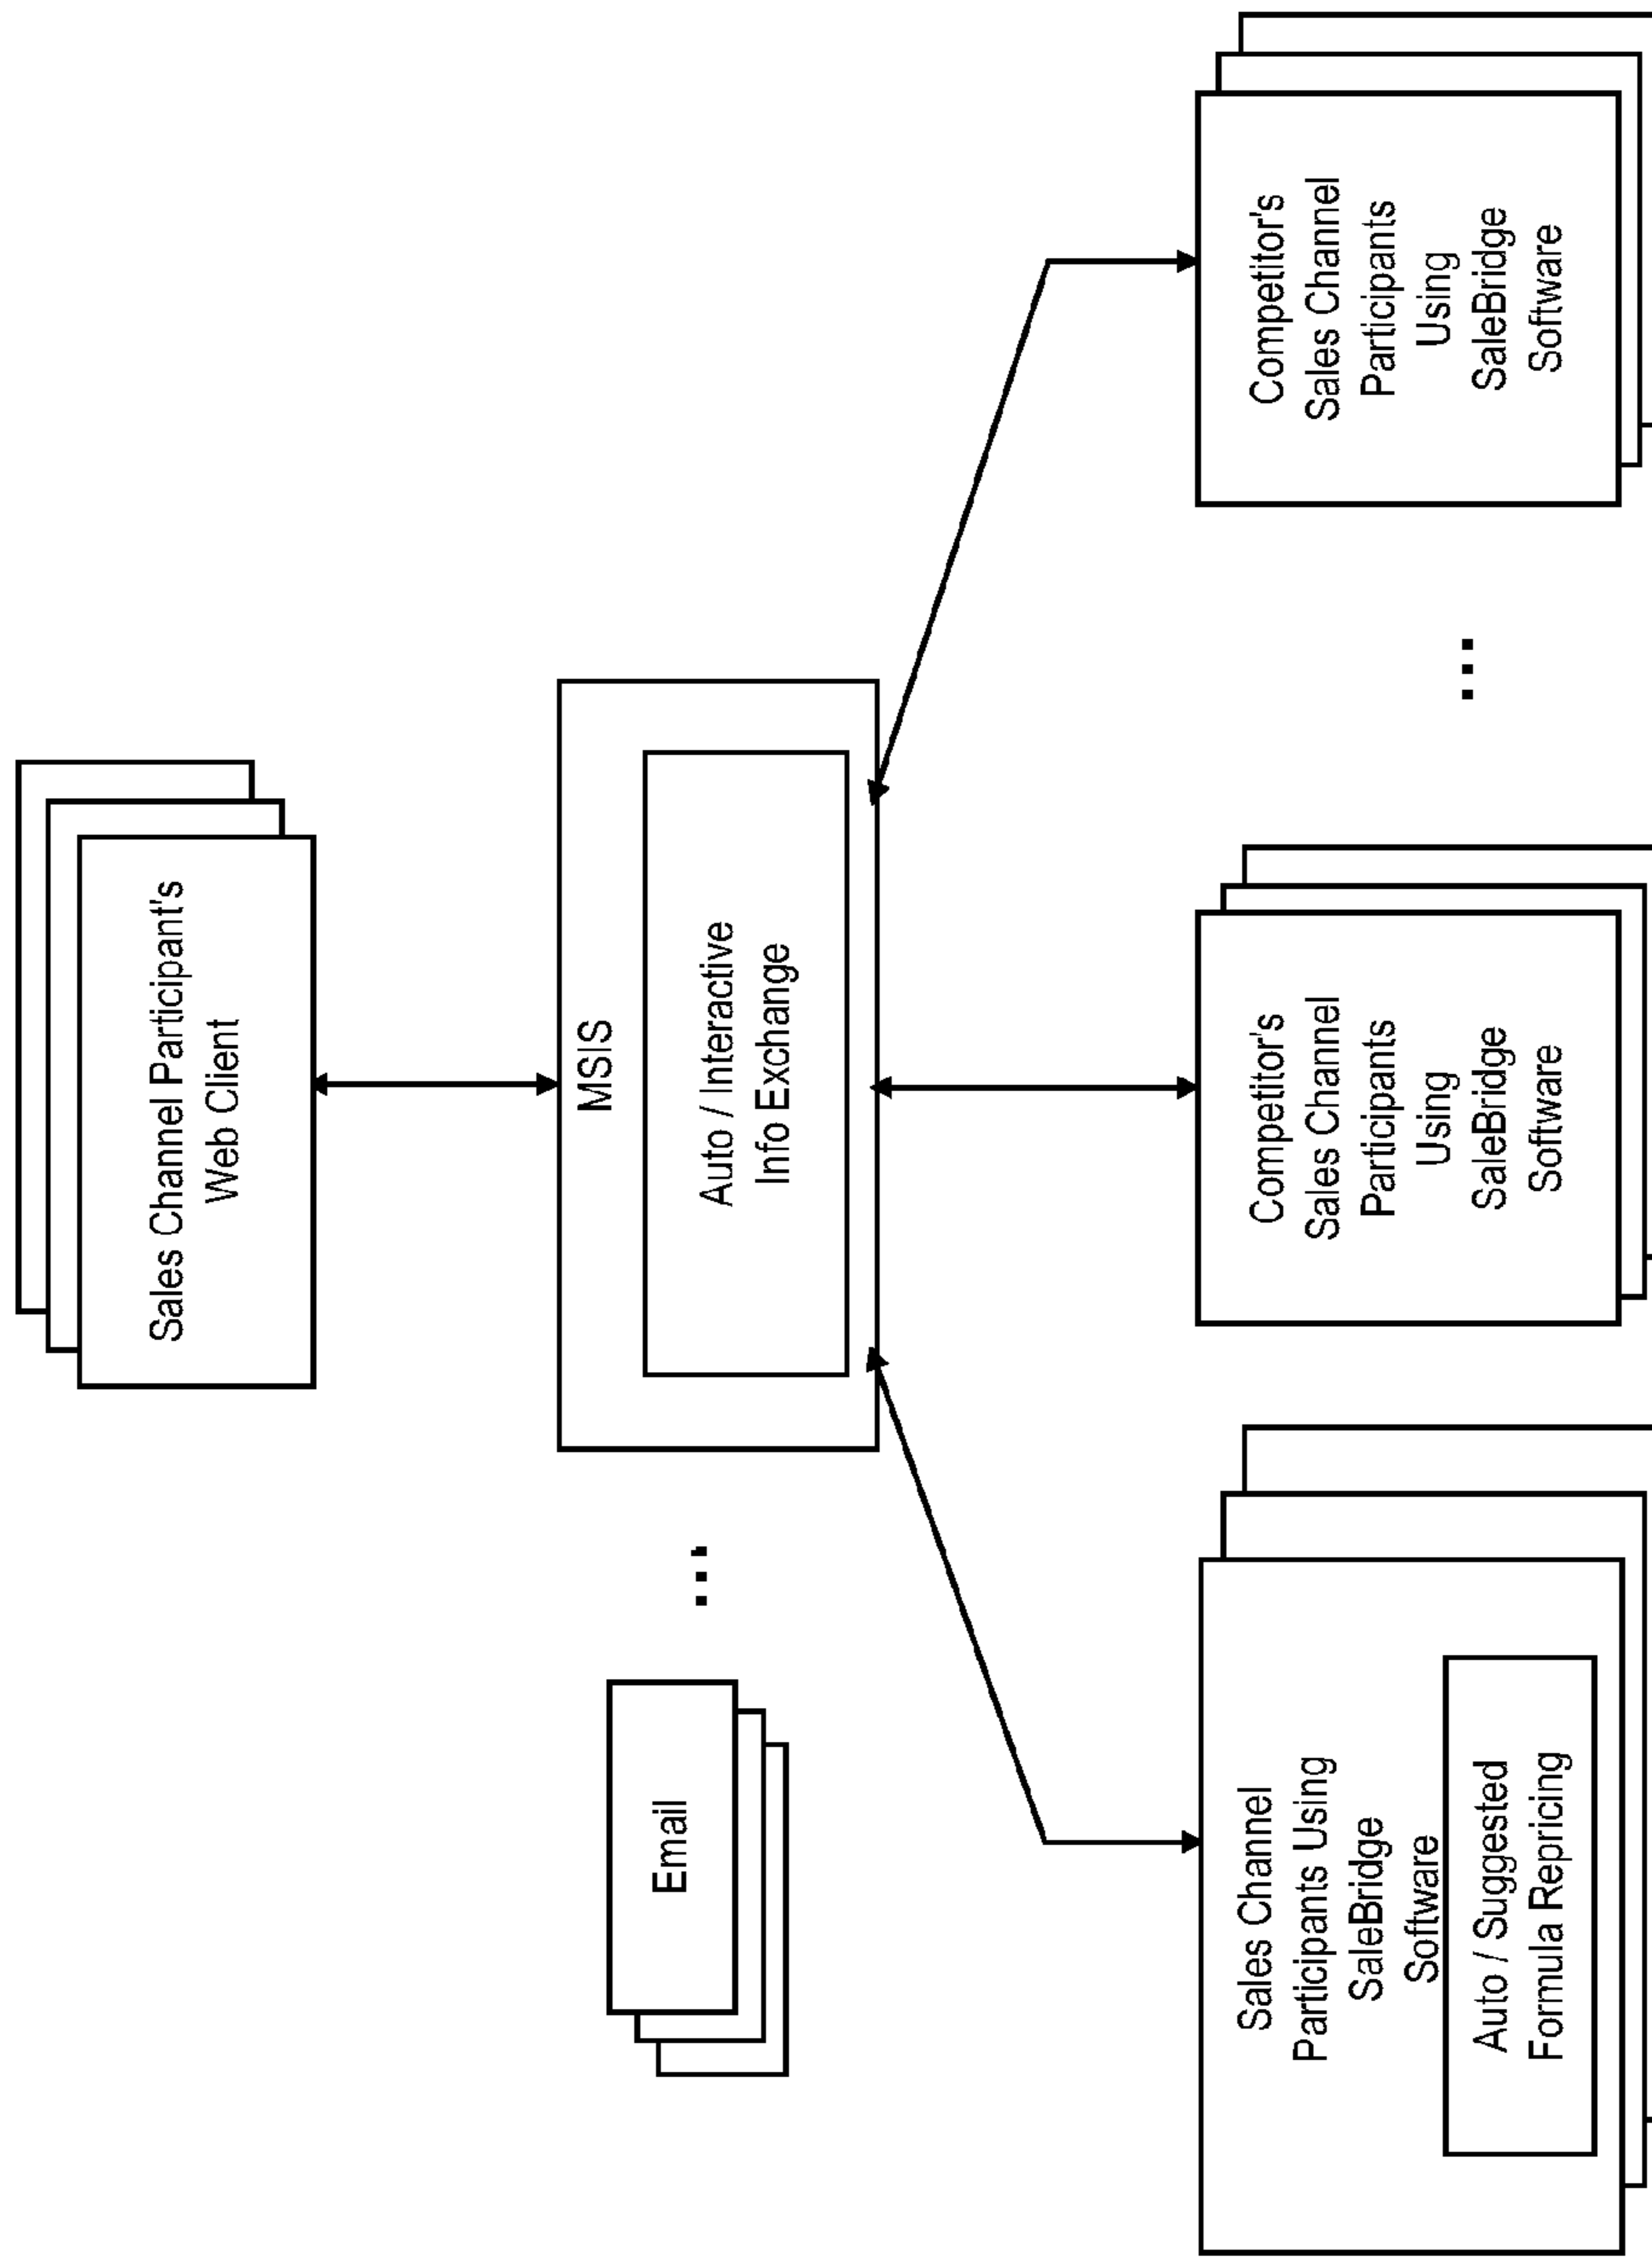 Sales Channel Participant's
Web Client
Email
...
MSIS
Auto / Interactive
Info Exchange
Sales Channel
Participants Using
SaleBridge
Software
Auto / Suggested
Formula Repricing
Competitor's
Sales Channel
Participants
Using
SaleBridge
Software
...
Competitor's
Sales Channel
Participants
Using
SaleBridge
Software